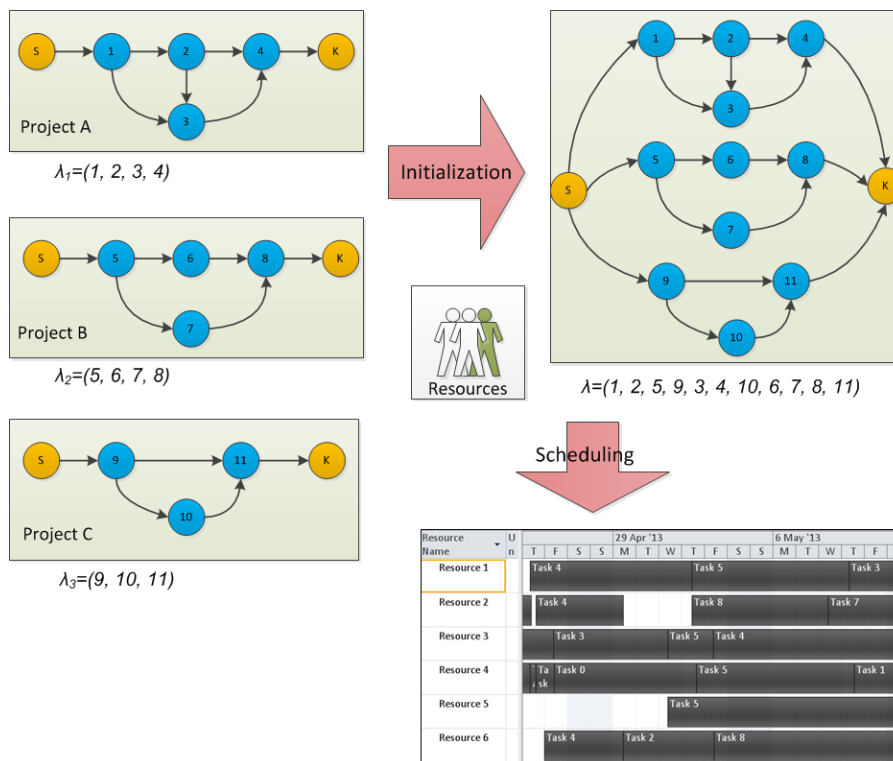 S 1 2 4 K
3
Project A
λ1=(1, 2, 3, 4)
S 5 6 8 K
7
Project B
λ2=(5, 6, 7, 8)
S 9 11 K
10
Project C
λ3=(9, 10, 11)
Initialization
Resources
1 2 4
3
5 6 8
S K
7
9 11
10
λ=(1, 2, 5, 9, 3, 4, 10, 6, 7, 8, 11)
Scheduling
Resource U 29 Apr '13 6 May '13
Name n T F S S M T W T F S S M T W T F
Resource 1 Task 4 Task 5 Task 3
Resource 2 Task 4 Task 8 Task 7
Resource 3 Task 3 Task 5 Task 4
Resource 4 Ta Task 0 Task 5 Task 1
sk
Resource 5 Task 5
Resource 6 Task 4 Task 2 Task 8